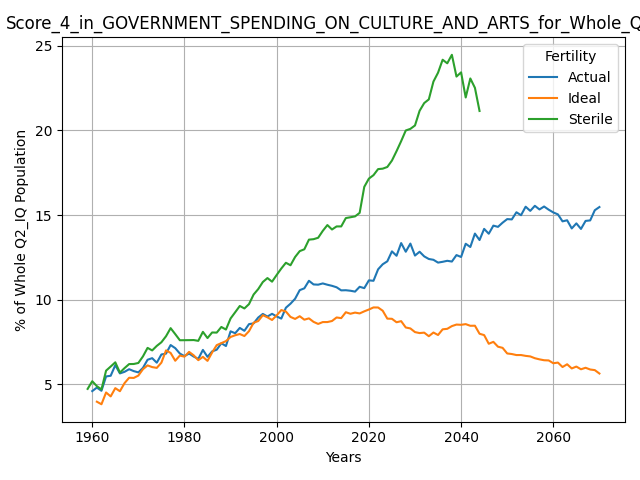 Score_4_in_GOVERNMENT_SPENDING_ON_CULTURE_AND_ARTS_for_Whole_Q
25
20
15
10
5
% of Whole Q2_IQ Population
Fertility
Actual
Ideal
Sterile
1960
1980
2000
2020
2040
2060
Years